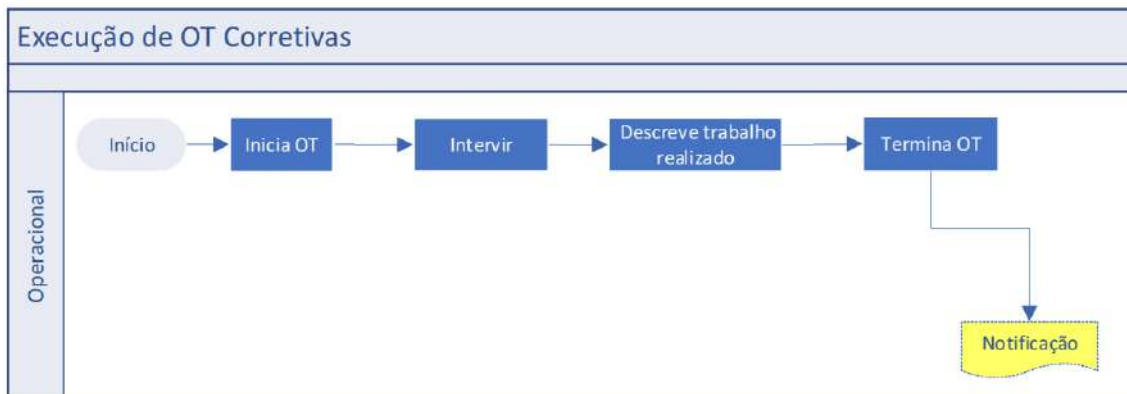 Execução de OT Corretivas
Operacional
Início
Inicia OT
Intervir
Descreve trabalho
realizado
Termina OT
Notificação